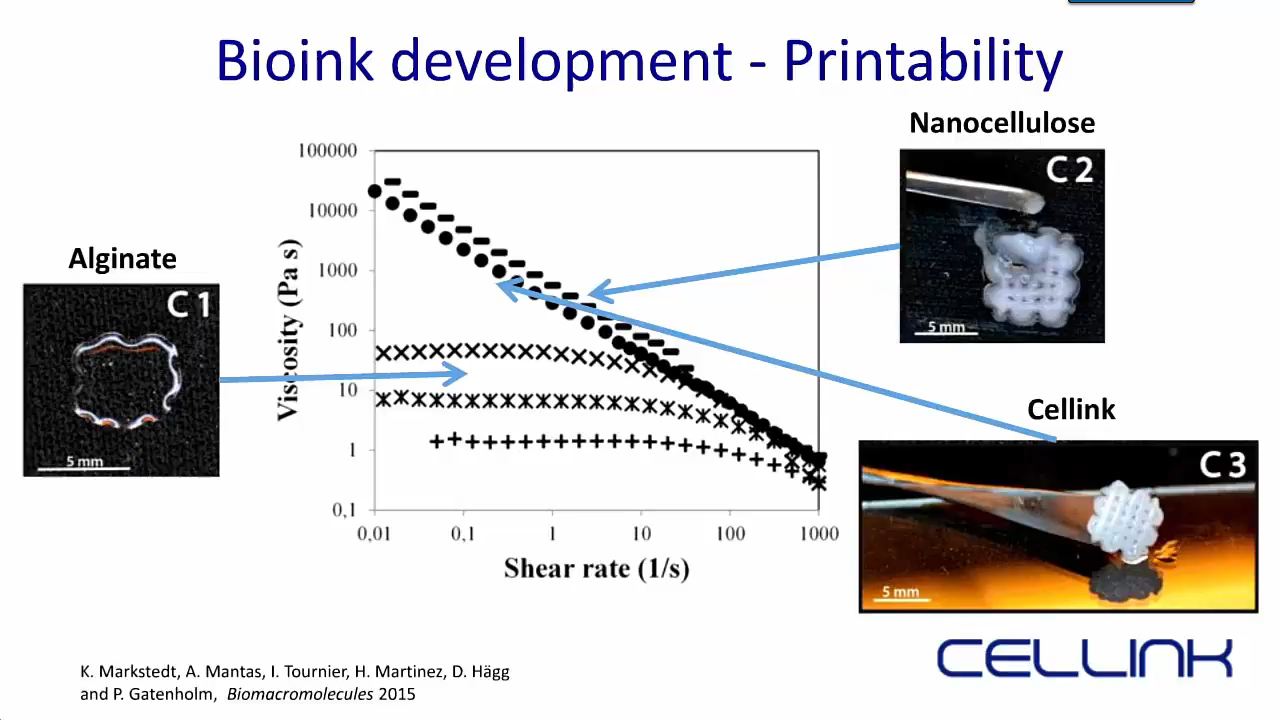 Bioink development - Printability
Nanocellulose
C 2
5 mm
Alginate
C 1
5 mm
Cellink
C 3
5 mm
Viscosity (Pa s)
100000
10000
1000
100
10
1
0,1
0,01 0,1 1 10 100 1000
Shear rate (1/s)
K. Markstedt, A. Mantas, I. Tournier, H. Martinez, D. Hägg
and P. Gatenholm, Biomacromolecules 2015
CELLINK